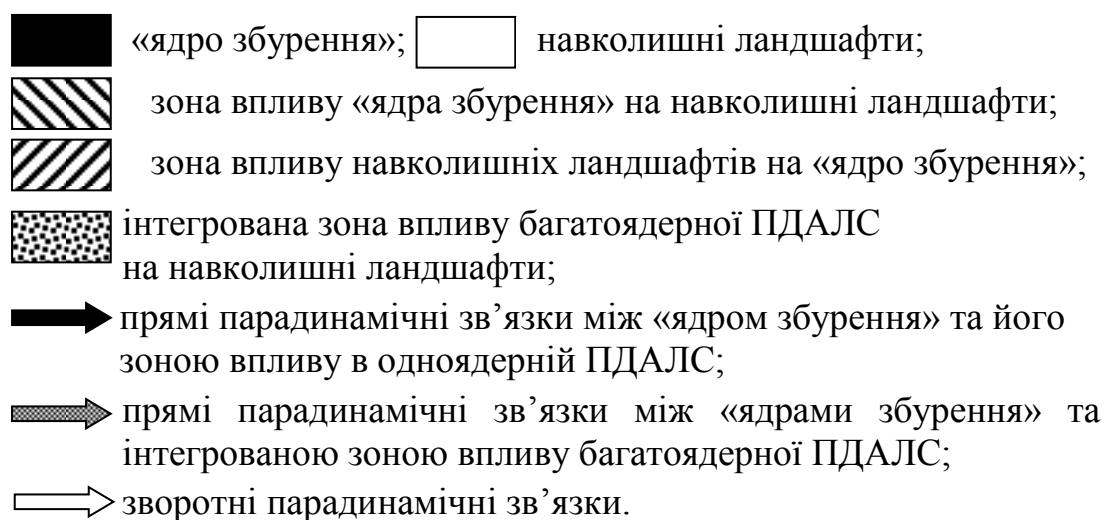 «ядро збурення»; навколишні ландшафти;
зона впливу «ядра збурення» на навколишні ландшафти;
зона впливу навколишніх ландшафтів на «ядро збурення»;
інтегрована зона впливу багатоядерної ПДАЛС
на навколишні ландшафти;
прямі парадинамічні зв’язки між «ядром збурення» та його
зоною впливу в одноядерній ПДАЛС;
прямі парадинамічні зв’язки між «ядрами збурення» та
інтегрованою зоною впливу багатоядерної ПДАЛС;
зворотні парадинамічні зв’язки.